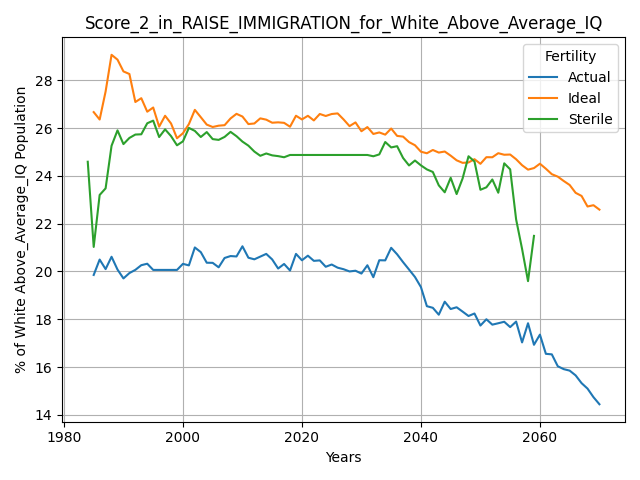 Score_2_in_RAISE_IMMIGRATION_for_White_Above_Average_IQ
% of White Above_Average_IQ Population
28
26
24
22
20
18
16
14
Fertility
Actual
Ideal
Sterile
1980
2000
2020
2040
2060
Years